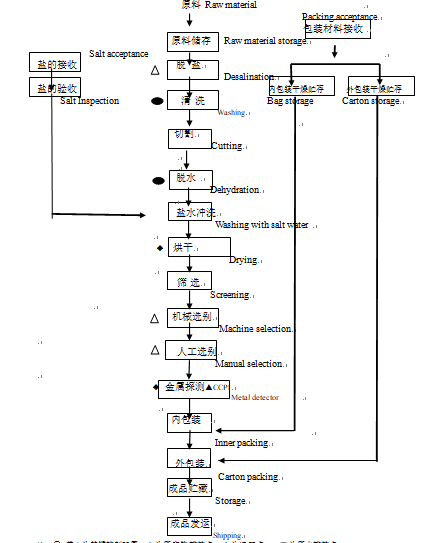 原料 Raw material
Packing acceptance
包装材料接收
原料储存
Raw material storage
Salt acceptance
盐的接收
脱 盐
Desalination
盐的验收
Salt Inspection
清 洗
Washing
内包装干燥贮存
Bag storage
外包装干燥贮存
Carton storage
切割
Cutting
脱水
Dehydration
盐水冲洗
Washing with salt water
烘干
Drying
筛 选
Screening
机械选别
Machine selection
人工选别
Manual selection
金属探测▲CCP1
Metal detector
内包装
Inner packing
外包装
Carton packing
成品贮藏
Storage
成品发运
Shipping